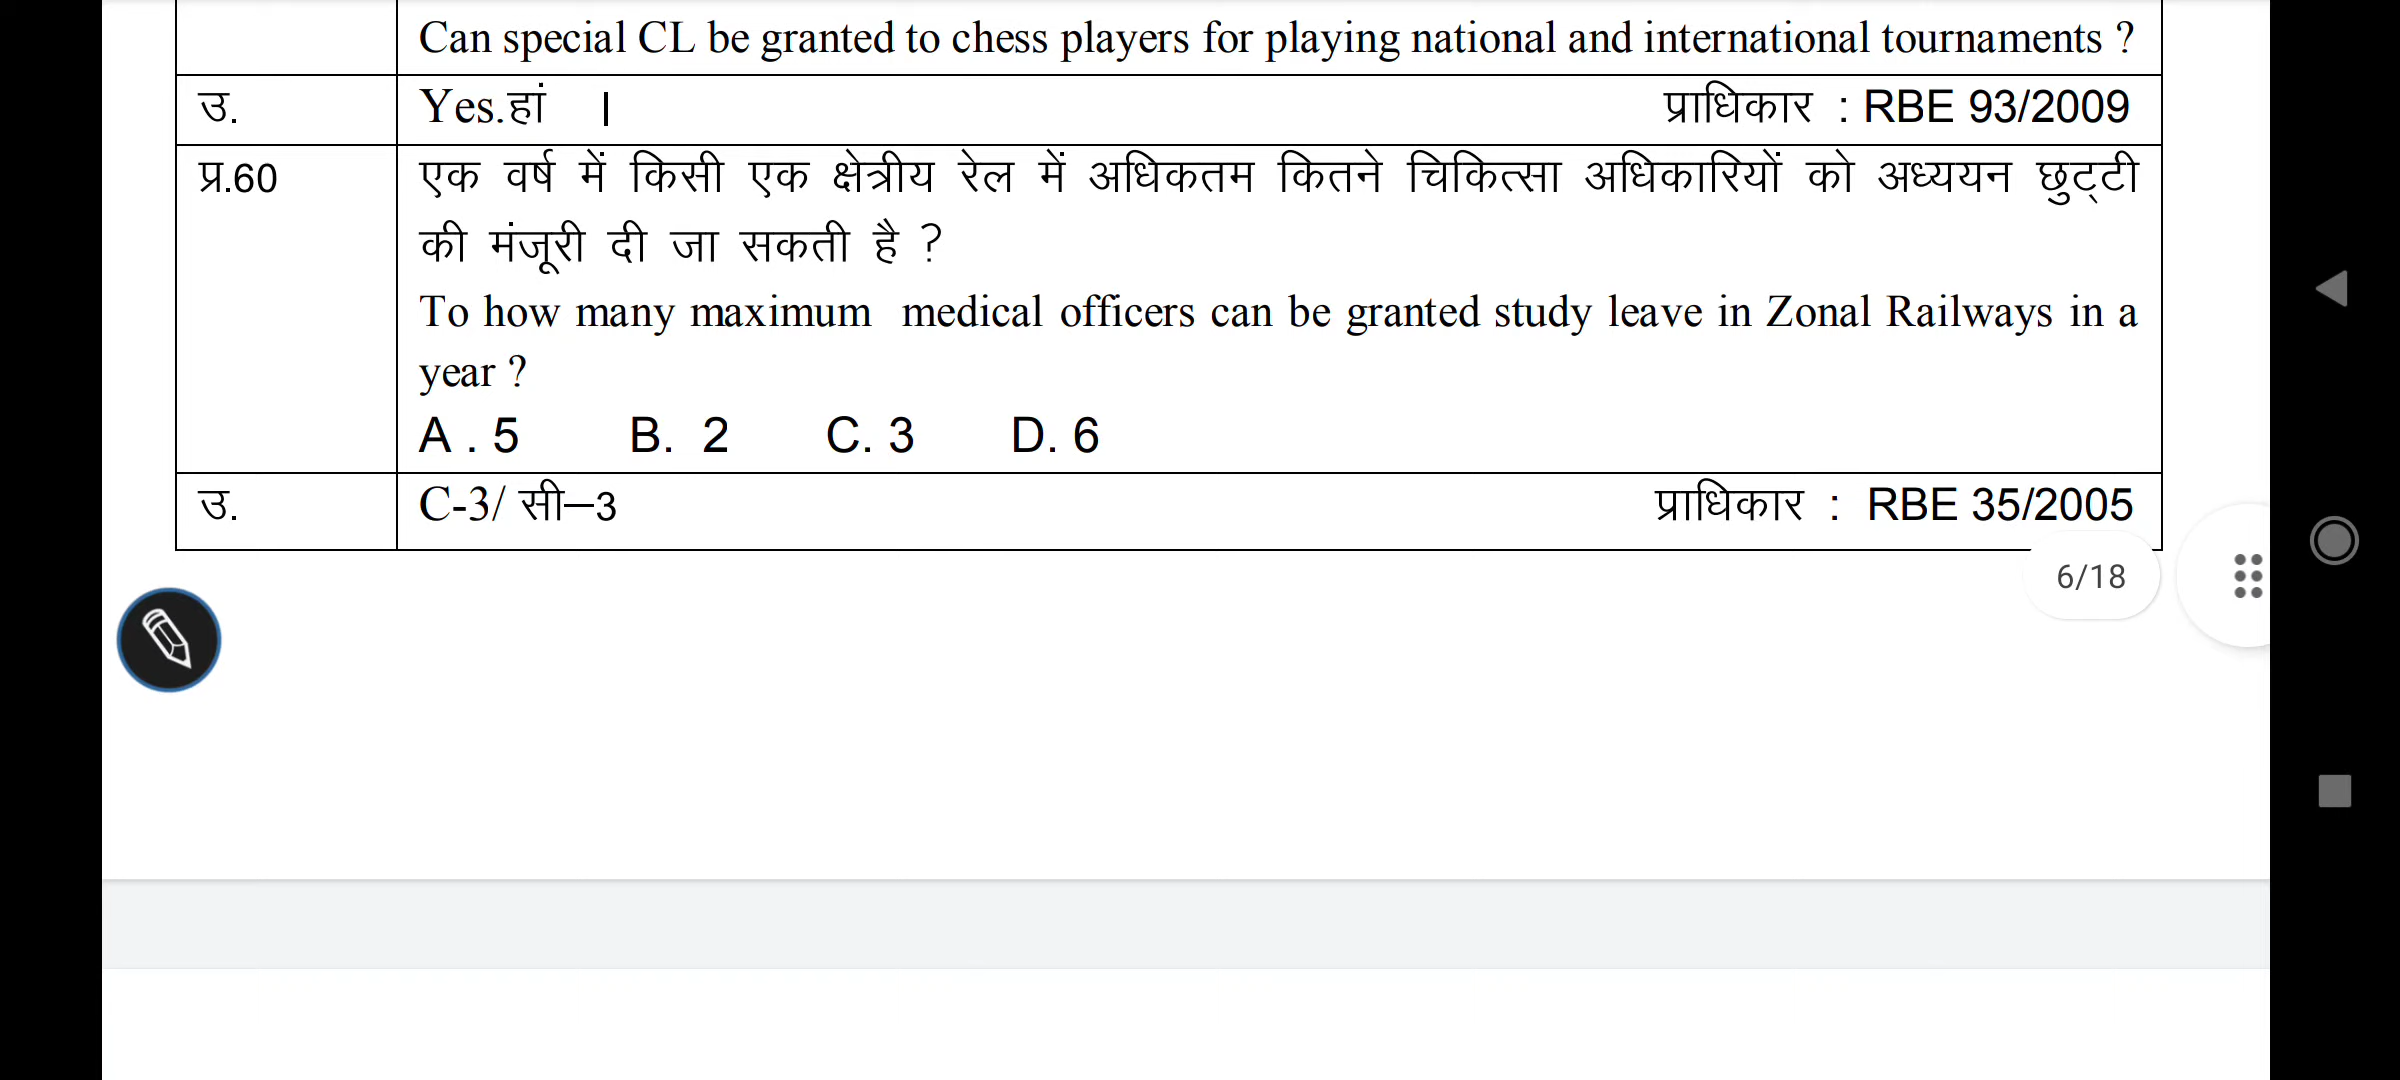 Can special CL be granted to chess players for playing national and international tournaments ?
उ. Yes.हां । प्राधिकार : RBE 93/2009
प्र.60 एक वर्ष में किसी एक क्षेत्रीय रेल में अधिकतम कितने चिकित्सा अधिकारियों को अध्ययन छुट्टी
की मंजूरी दी जा सकती है ?
To how many maximum medical officers can be granted study leave in Zonal Railways in a
year ?
A . 5 B. 2 C. 3 D. 6
उ. C-3/ सी–3 प्राधिकार : RBE 35/2005
6/18